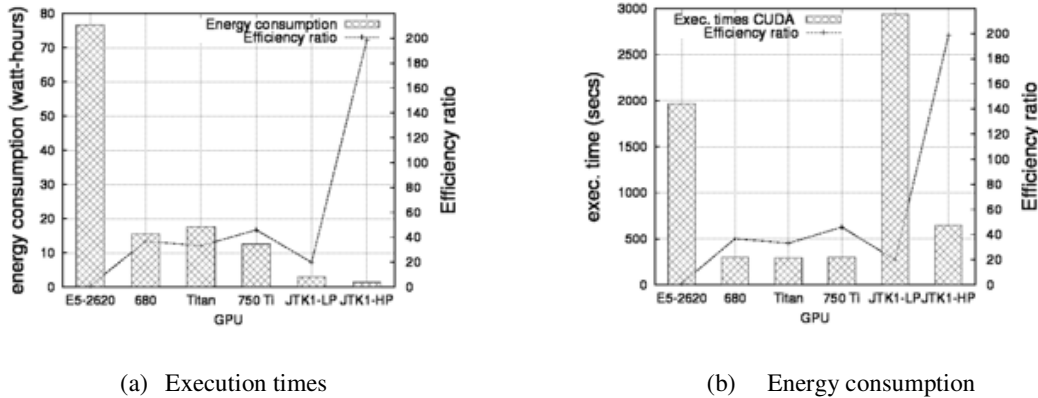 80
70
60
50
40
30
20
10
0
energy consumption (watt-hours)
Energy consumption
Efficiency ratio
200
180
160
140
120
100
80
60
40
20
0
Efficiency ratio
E5-2620 680 Titan 750 Ti JTK1-LP JTK1-HP
GPU
(a) Execution times
3000
2500
2000
1500
1000
500
0
exec. time (secs)
Exec. times CUDA
Efficiency ratio
200
180
160
140
120
100
80
60
40
20
0
Efficiency ratio
E5-2620 680 Titan 750 Ti JTK1-LP JTK1-HP
GPU
(b) Energy consumption